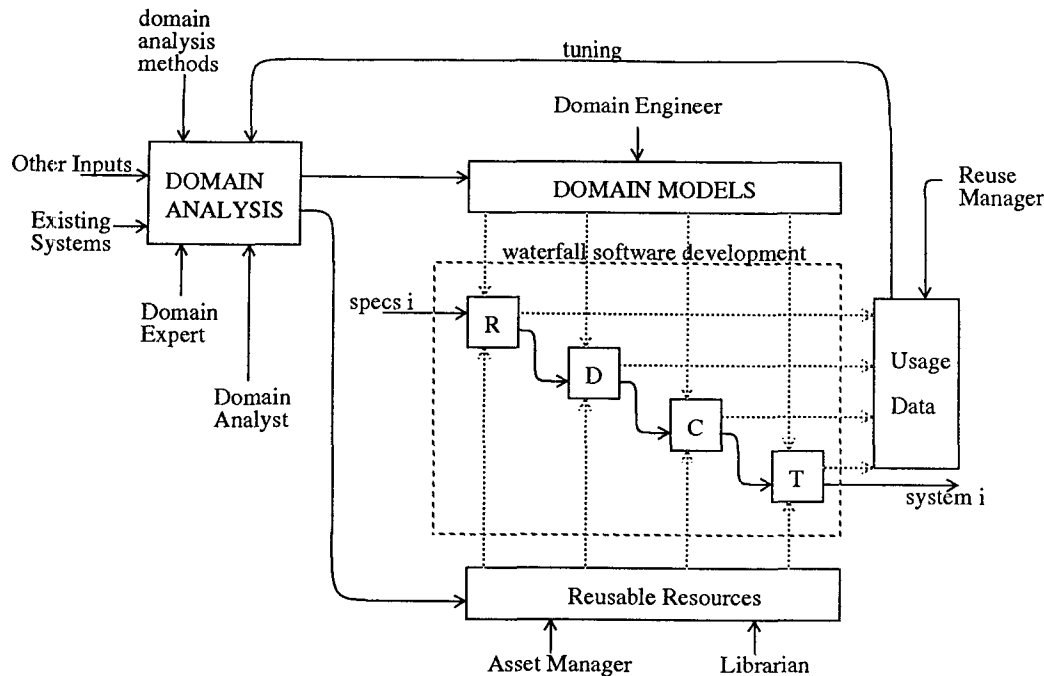 domain
analysis
methods
tuning
Domain Engineer
Other Inputs
DOMAIN
ANALYSIS
DOMAIN MODELS
Reuse
Manager
Existing
Systems
waterfall software development
specs i
R
Domain
Expert
D
Usage
Data
Domain
Analyst
C
T
system i
Reusable Resources
Asset Manager
Librarian